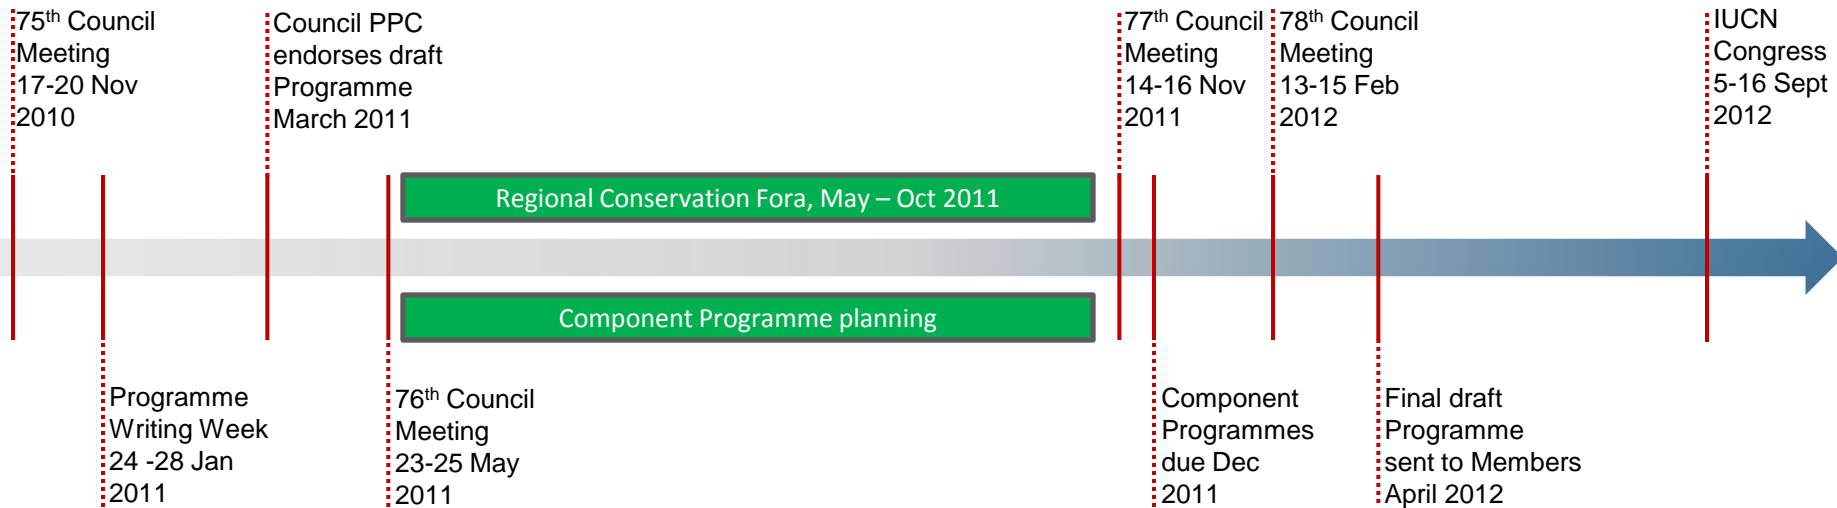 75th Council
Meeting
17-20 Nov
2010
Council PPC
endorses draft
Programme
March 2011
77th Council
Meeting
14-16 Nov
2011
78th Council
Meeting
13-15 Feb
2012
IUCN
Congress
5-16 Sept
2012
Regional Conservation Fora, May – Oct 2011
Component Programme planning
Programme
Writing Week
24 -28 Jan
2011
76th Council
Meeting
23-25 May
2011
Component
Programmes
due Dec
2011
Final draft
Programme
sent to Members
April 2012